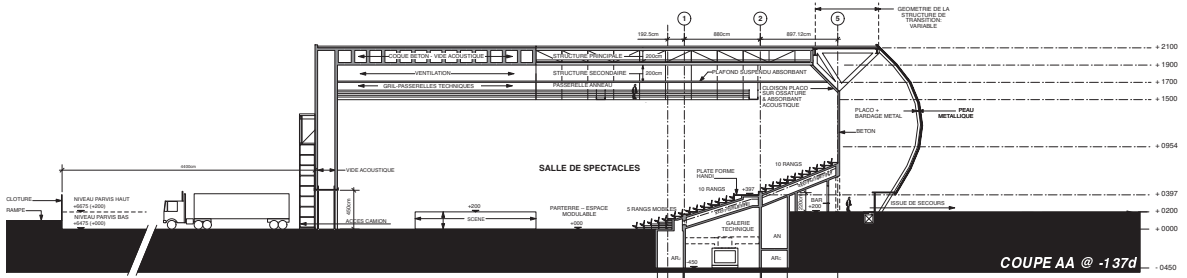 GEOMETRIE DE LA
STRUCTURE DE
TRANSITION:
VARIABLE
1
2
5
192.5cm
880cm
897.12cm
+ 2100
+ 1900
+ 1700
+ 1500
+ 0954
+ 0397
+ 0200
+ 0000
- 0450
COQUE BETON - VIDE ACOUSTIQUE
STRUCTURE PRINCIPALE
200cm
VENTILATION
STRUCTURE SECONDAIRE
200cm
PLAFOND SUSPENDU ABSORBANT
GRIL-PASSERELLES TECHNIQUES
PASSERELLE ANNEAU
CLOISON PLACO
SUR OSSATURE
& ABSORBANT
ACOUSTIQUE
PLACO +
BARDAGE METAL
PEAU
METALLIQUE
BETON
SALLE DE SPECTACLES
VIDE ACOUSTIQUE
10 RANGS
PLATE FORME
HANDI
+397
10 RANGS
5 RANGS MOBILES
CLOTURE
RAMPE
NIVEAU PARVIS HAUT
+6675 (+200)
NIVEAU PARVIS BAS
+6475 (+000)
ACCES CAMION
450cm
+200
SCENE
PARTERRE – ESPACE
MODULABLE
+000
GALERIE
TECHNIQUE
BAR
+200
ISSUE DE SECOURS
AN
-450
COUPE AA @ -137d